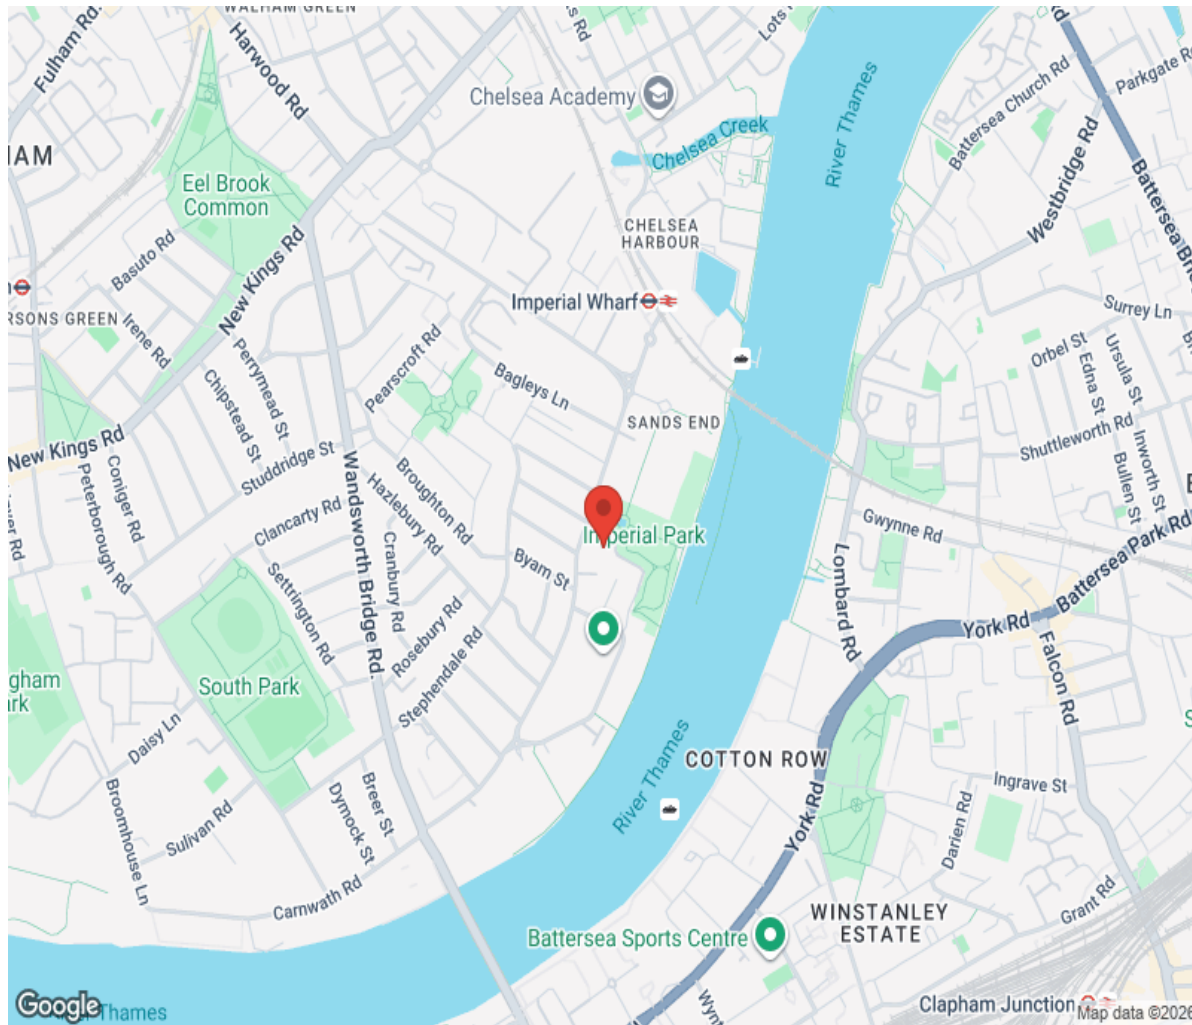 WALHAM GREEN
Harwood Rd
Fulham Rd
Lots
Rd
Parkgate Rd
Battersea Church Rd
Chelsea Academy
Chelsea Creek
River Thames
Westbridge Rd
Battersea Bri
Eel Brook
Common
CHELSEA
HARBOUR
Basuto Rd
New Kings Rd
Imperial Wharf
Surrey Ln
RSONS GREEN
Irene Rd
Perrymead St
Pearscroft Rd
Orbel St
Ursula St
Edna St
Chipstead St
Bagleys Ln
SANDS END
Shuttleworth Rd
New Kings Rd
Studdridge St
Inworth St
Bullen St
Coniger Rd
Peterborough Rd
Wandsworth Bridge Rd.
Broughton Rd
Hazlebury Rd
Clancarty Rd
Cranbury Rd
Imperial Park
Gwynne Rd
Battersea Park Rd
Byam St
Lombard Rd
Settrington Rd
Rosebury Rd
Stephendale Rd
York Rd
Falcon Rd
gham
ark
South Park
Daisy Ln
River Thames
COTTON ROW
York Rd
Ingrave St
Broomhouse Ln
Sulivan Rd
Dymock St
Breer St
Darien Rd
Carnwath Rd
Grant Rd
WINSTANLEY
ESTATE
Battersea Sports Centre
Clapham Junction
Google
Thames
Wynt
Map data ©2026